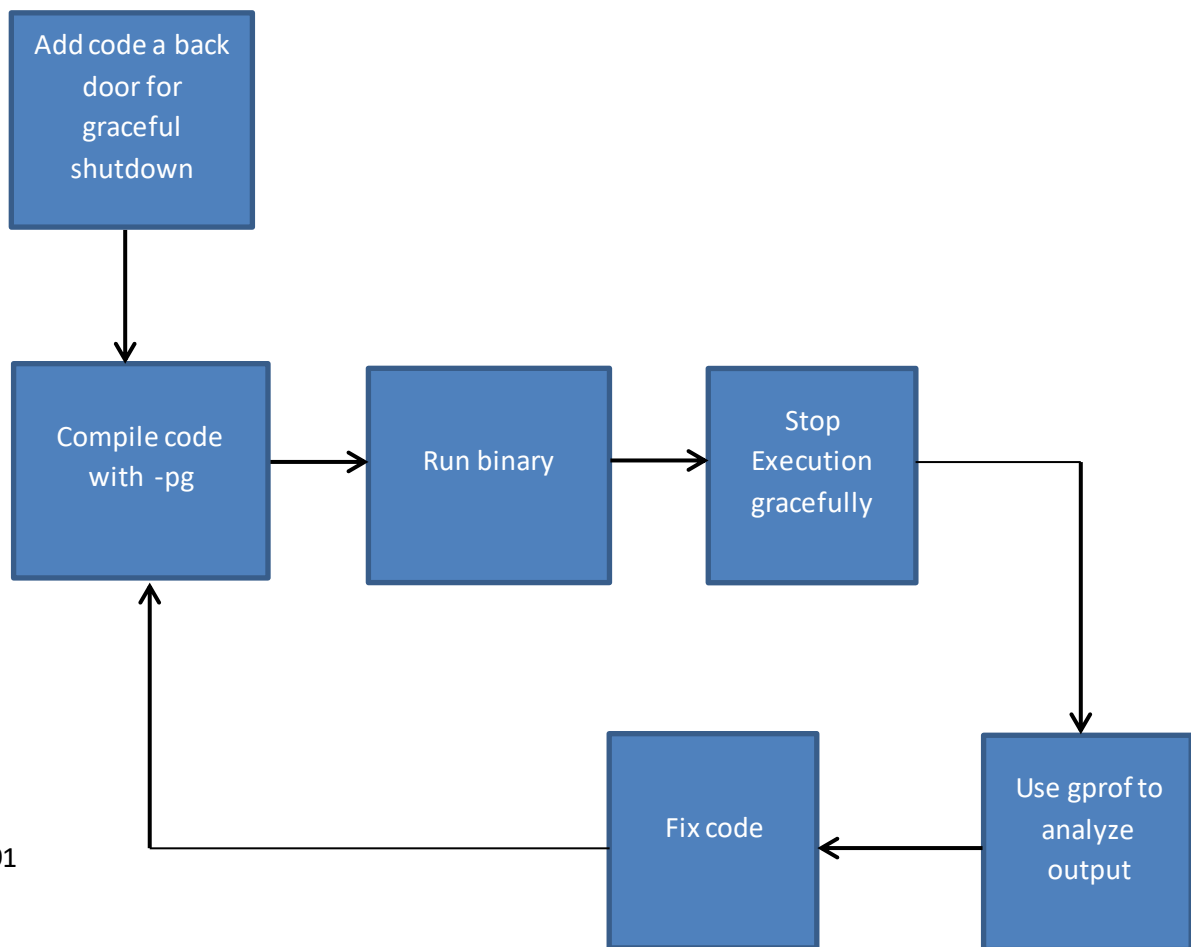 Add code a back
door for
graceful
shutdown
Compile code
with -pg
Run binary
Stop
Execution
gracefully
Use gprof to
analyze
output
Fix code